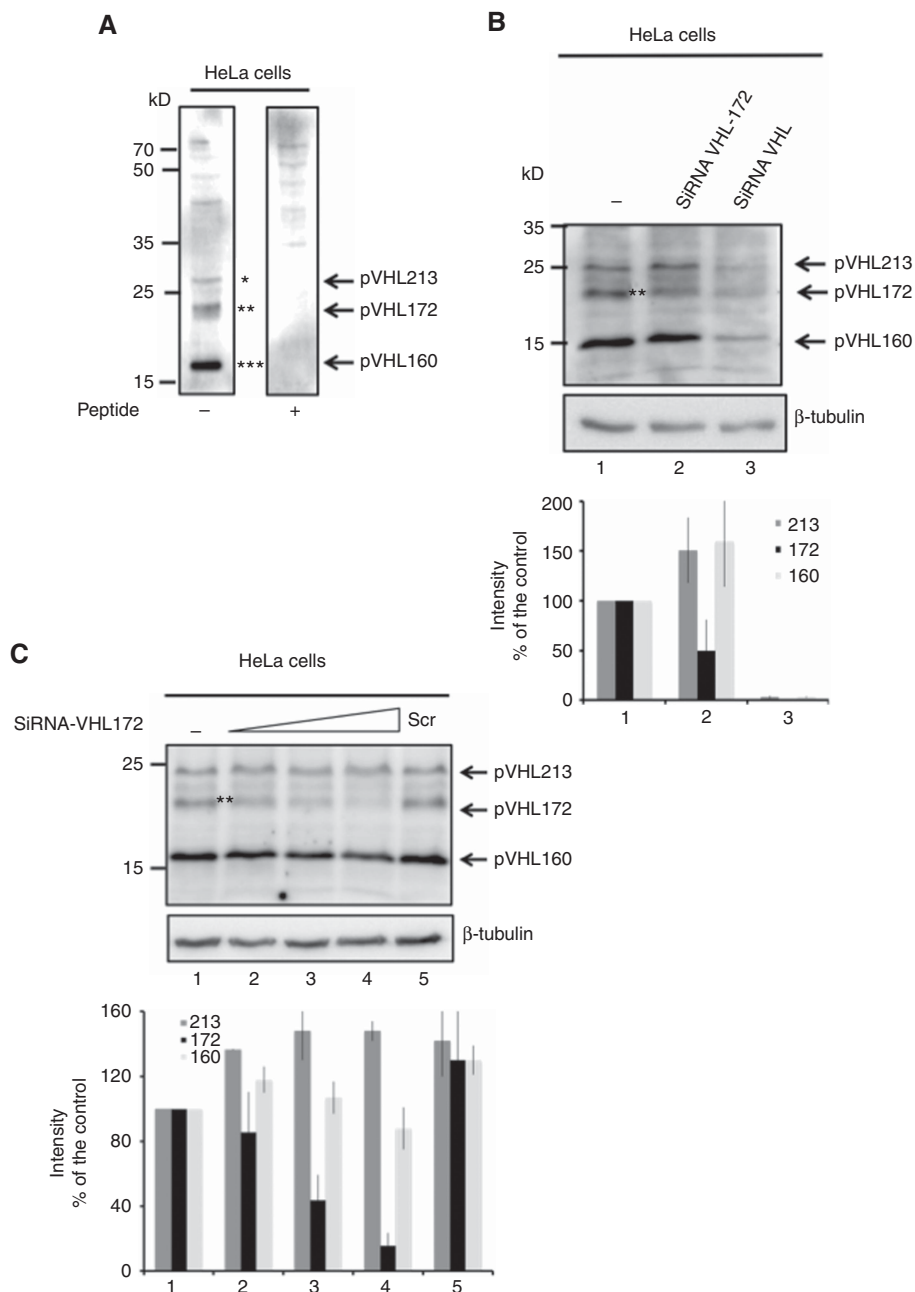 A
HeLa cells
kD
70
50
35
25
15
*
**
***
pVHL213
pVHL172
pVHL160
Peptide – +
B
HeLa cells
kD
– SiRNA VHL-172 SiRNA VHL
35
25
15
**
pVHL213
pVHL172
pVHL160
β-tubulin
1 2 3
200
150
100
50
0
Intensity
% of the control
213
172
160
1 2 3
C
HeLa cells
SiRNA-VHL172 – Scr
25
15
**
pVHL213
pVHL172
pVHL160
β-tubulin
1 2 3 4 5
160
120
80
40
0
Intensity
% of the control
213
172
160
1 2 3 4 5